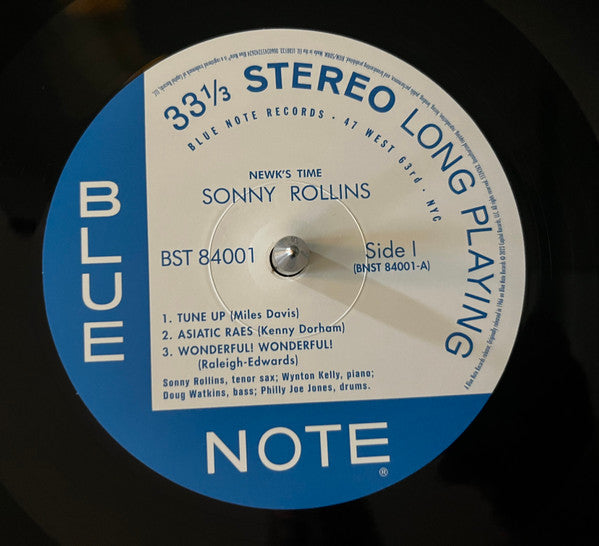 33⅓ STEREO LONG PLAYING
BLUE NOTE RECORDS · 47 WEST 63rd · NYC
NEWK'S TIME
SONNY ROLLINS
BST 84001
Side I
(BNST 84001-A)
1. TUNE UP (Miles Davis)
2. ASIATIC RAES (Kenny Dorham)
3. WONDERFUL! WONDERFUL!
(Raleigh-Edwards)
Sonny Rollins, tenor sax; Wynton Kelly, piano;
Doug Watkins, bass; Philly Joe Jones, drums.
BLUE
NOTE
®